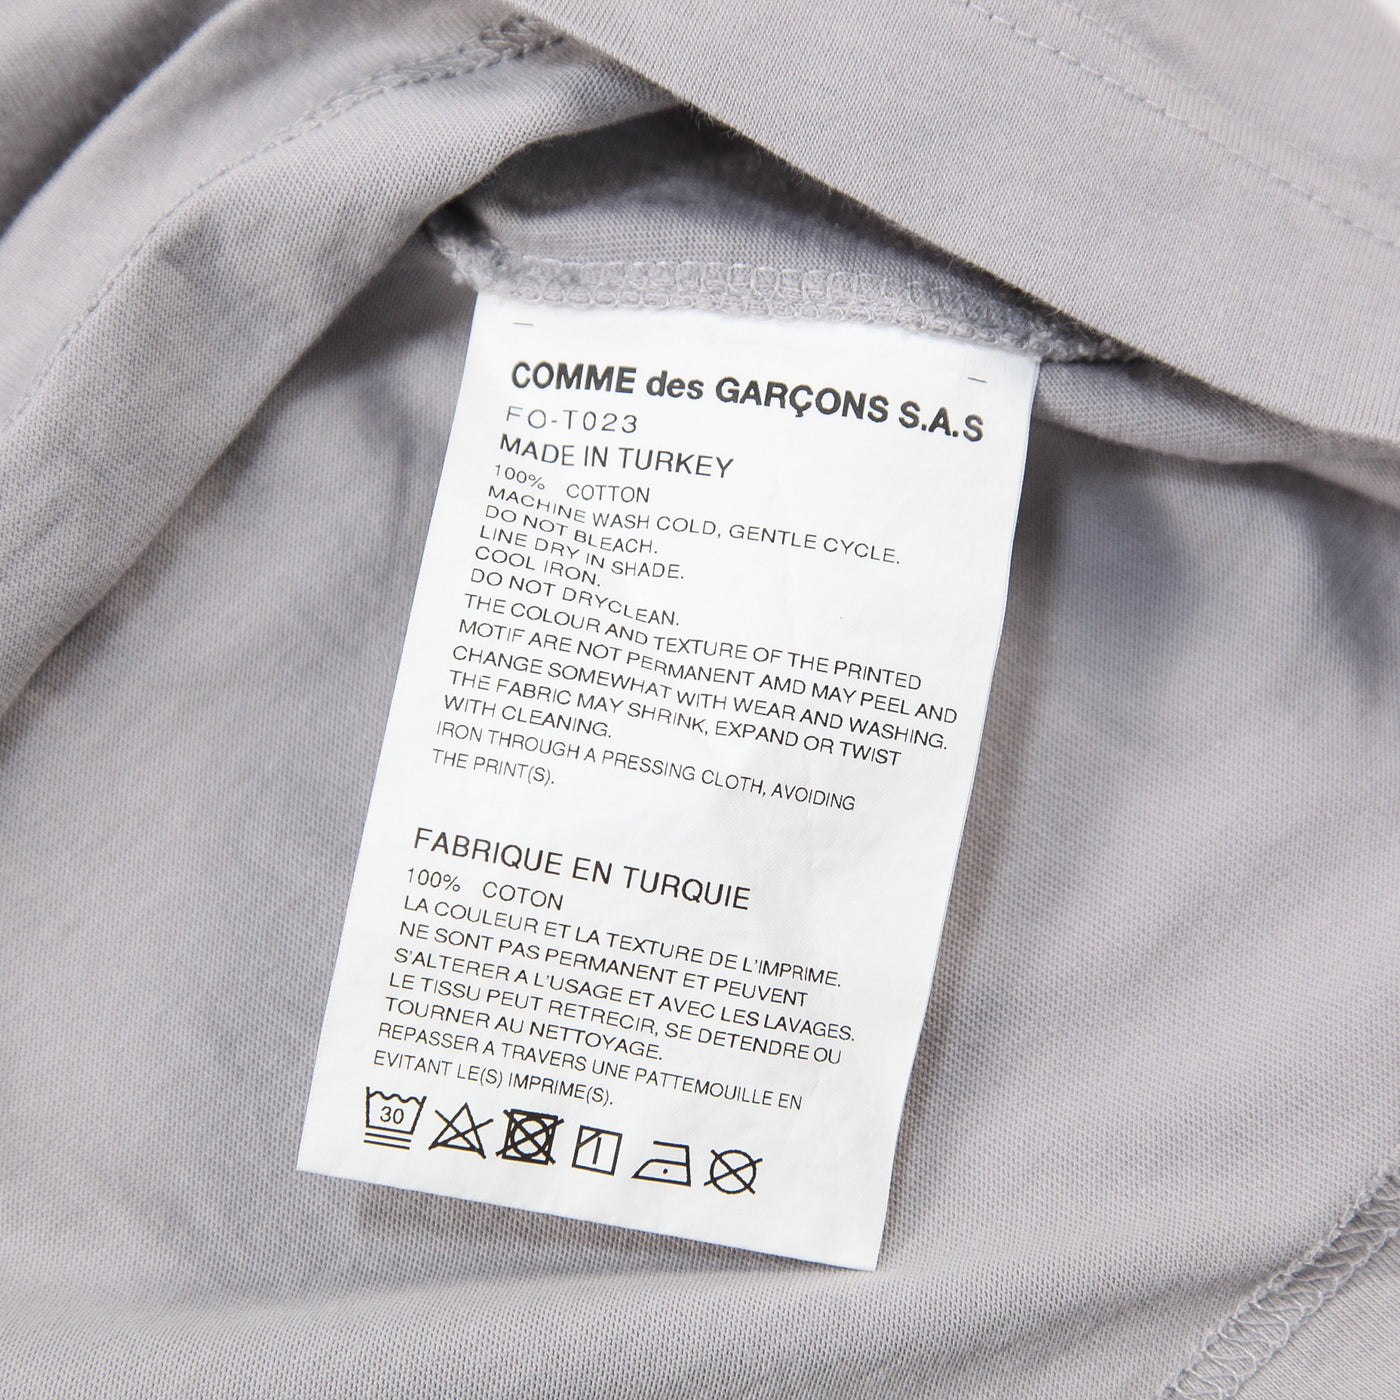 COMME des GARÇONS S.A.S
FO-T023
MADE IN TURKEY
100% COTTON
MACHINE WASH COLD, GENTLE CYCLE.
DO NOT BLEACH.
LINE DRY IN SHADE.
COOL IRON.
DO NOT DRYCLEAN.
THE COLOUR AND TEXTURE OF THE PRINTED
MOTIF ARE NOT PERMANENT AMD MAY PEEL AND
CHANGE SOMEWHAT WITH WEAR AND WASHING.
THE FABRIC MAY SHRINK, EXPAND OR TWIST
WITH CLEANING.
IRON THROUGH A PRESSING CLOTH, AVOIDING
THE PRINT(S).
FABRIQUE EN TURQUIE
100% COTON
LA COULEUR ET LA TEXTURE DE L'IMPRIME.
NE SONT PAS PERMANENT ET PEUVENT
S'ALTERER A L'USAGE ET AVEC LES LAVAGES.
LE TISSU PEUT RETRECIR, SE DETENDRE OU
TOURNER AU NETTOYAGE.
REPASSER A TRAVERS UNE PATTEMOUILLE EN
EVITANT LE(S) IMPRIME(S).
30